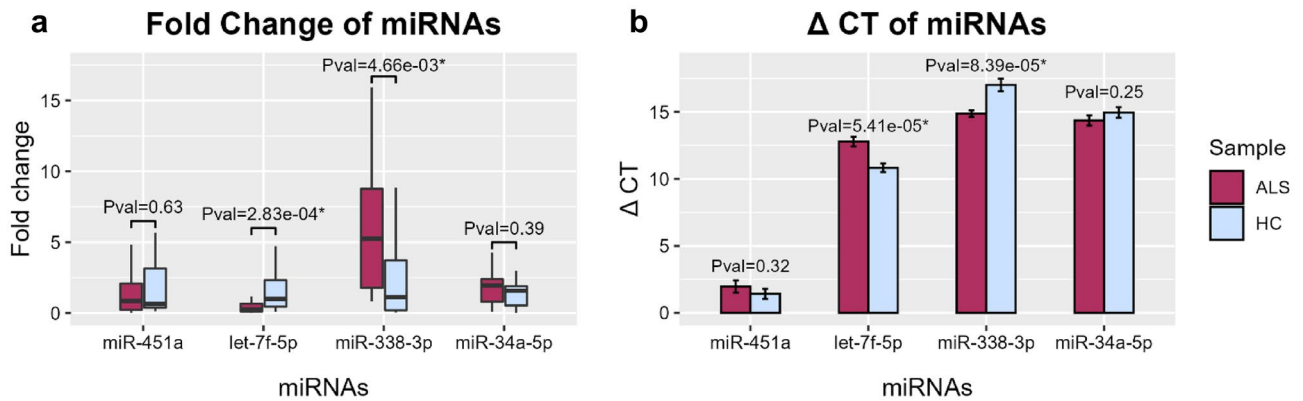 a
Fold Change of miRNAs
Fold change
15
10
5
0
Pval=0.63
Pval=2.83e-04*
Pval=4.66e-03*
Pval=0.39
miR-451a
let-7f-5p
miR-338-3p
miR-34a-5p
miRNAs
b
Δ CT of miRNAs
Δ CT
15
10
5
0
Pval=0.32
Pval=5.41e-05*
Pval=8.39e-05*
Pval=0.25
miR-451a
let-7f-5p
miR-338-3p
miR-34a-5p
miRNAs
Sample
ALS
HC